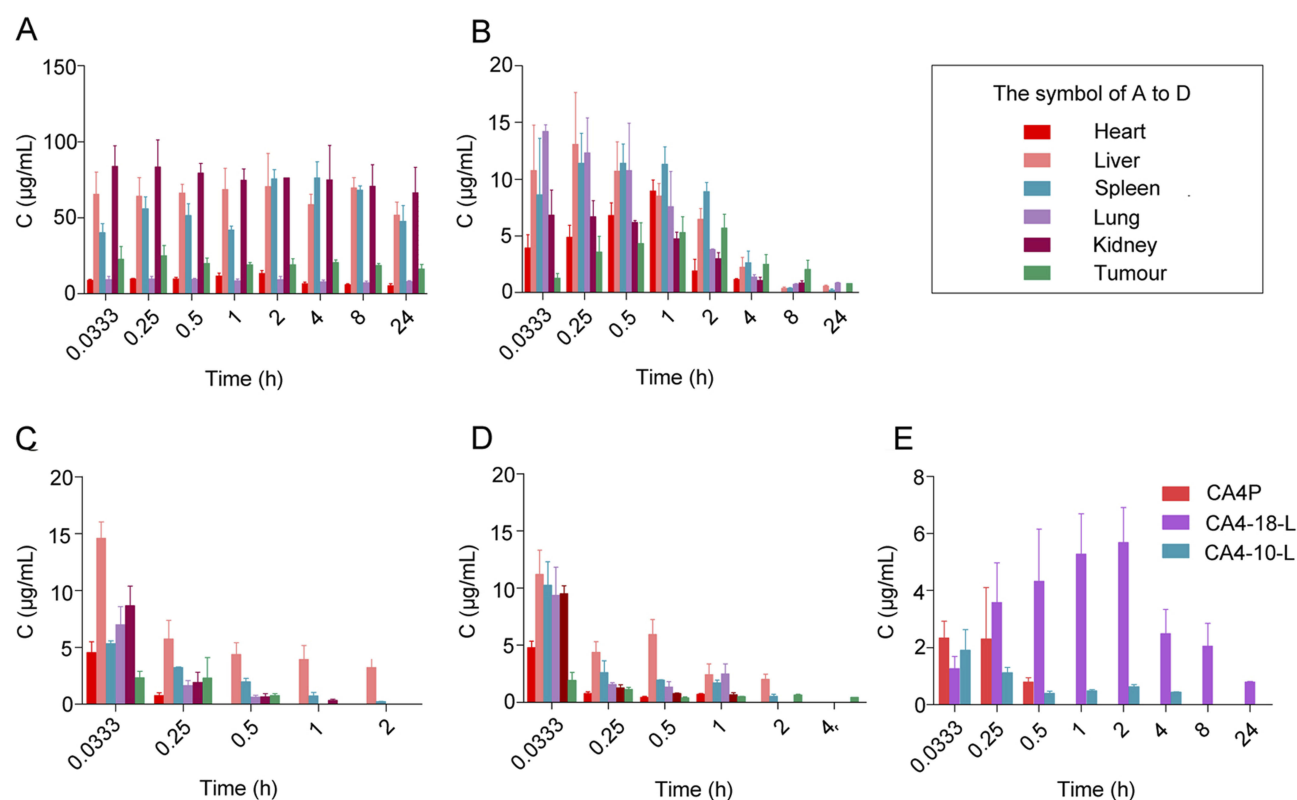 A
150
100
50
0
C (µg/mL)
0.0333
0.25
0.5
1
2
4
8
24
Time (h)
B
20
15
10
5
0
C (µg/mL)
0.0333
0.25
0.5
1
2
4
8
24
Time (h)
The symbol of A to D
Heart
Liver
Spleen
Lung
Kidney
Tumour
C
20
15
10
5
0
C (µg/mL)
0.0333
0.25
0.5
1
2
Time (h)
D
20
15
10
5
0
C (µg/mL)
0.0333
0.25
0.5
1
2
4
Time (h)
E
8
6
4
2
0
C (µg/mL)
CA4P
CA4-18-L
CA4-10-L
0.0333
0.25
0.5
1
2
4
8
24
Time (h)